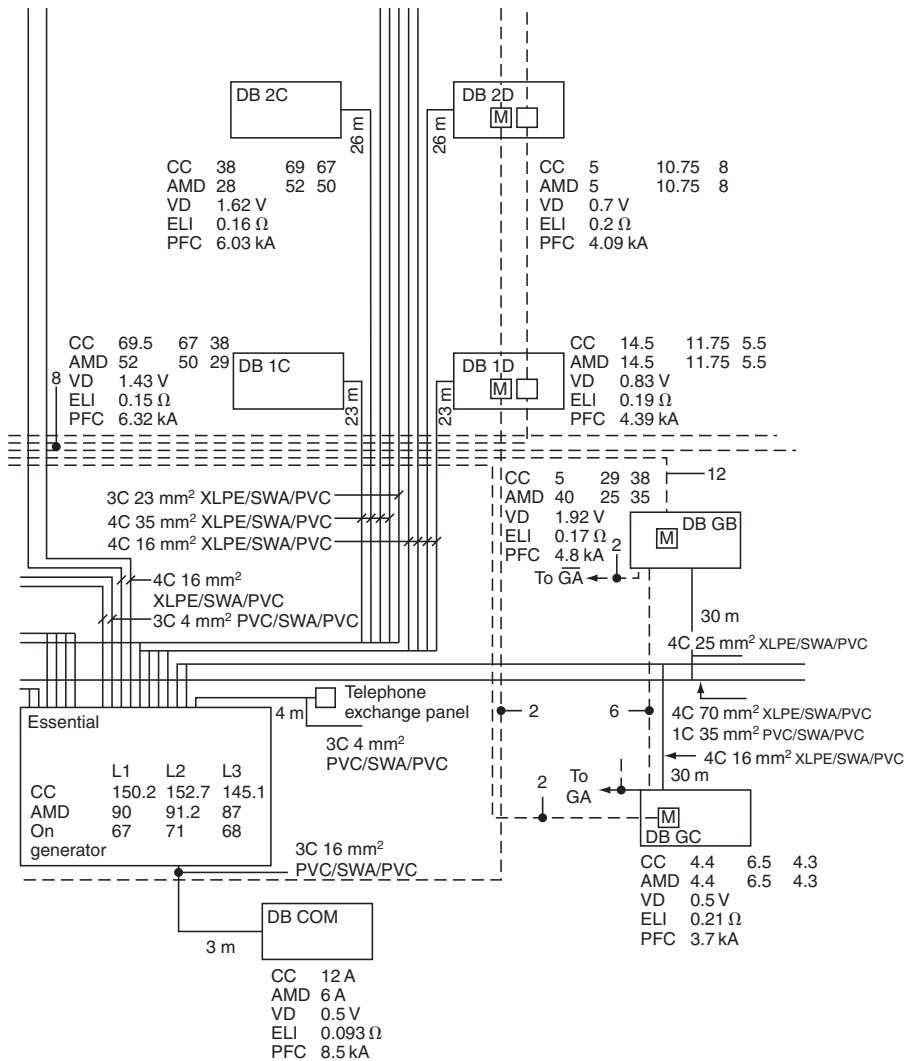 DB 2C
DB 2D
M
26 m
26 m
CC 38 69 67
AMD 28 52 50
VD 1.62 V
ELI 0.16 Ω
PFC 6.03 kA
CC 5 10.75 8
AMD 5 10.75 8
VD 0.7 V
ELI 0.2 Ω
PFC 4.09kA
CC 69.5 67 38
AMD 52 50 29
VD 1.43 V
ELI 0.15 Ω
PFC 6.32 kA
8
DB 1C
DB 1D
M
23 m
23 m
CC 14.5 11.75 5.5
AMD 14.5 11.75 5.5
VD 0.83 V
ELI 0.19 Ω
PFC 4.39 kA
3C 23 mm² XLPE/SWA/PVC
4C 35 mm² XLPE/SWA/PVC
4C 16 mm² XLPE/SWA/PVC
CC 5 29 38
AMD 40 25 35
VD 1.92 V
ELI 0.17 Ω
PFC 4.8 kA
12
2
DB GB
M
To GA
4C 16 mm²
XLPE/SWA/PVC
3C 4 mm² PVC/SWA/PVC
30 m
4C 25 mm² XLPE/SWA/PVC
Telephone
exchange panel
4 m
3C 4 mm²
PVC/SWA/PVC
2
6
4C 70 mm² XLPE/SWA/PVC
1C 35 mm² PVC/SWA/PVC
4C 16 mm² XLPE/SWA/PVC
30 m
Essential
L1 L2 L3
CC 150.2 152.7 145.1
AMD 90 91.2 87
On 67 71 68
generator
To
GA
2
M
DB GC
3C 16 mm²
PVC/SWA/PVC
CC 4.4 6.5 4.3
AMD 4.4 6.5 4.3
VD 0.5 V
ELI 0.21 Ω
PFC 3.7 kA
DB COM
3 m
CC 12 A
AMD 6 A
VD 0.5 V
ELI 0.093 Ω
PFC 8.5 kA